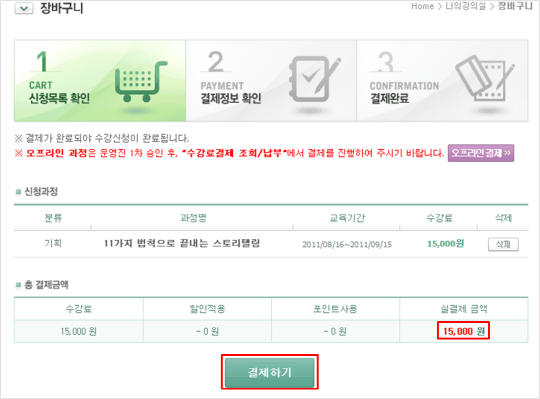 장바구니
Home > 나의강의실 > 장바구니
1
CART
신청목록 확인
2
PAYMENT
결제정보 확인
3
CONFIRMATION
결제완료
※ 결제가 완료되야 수강신청이 완료됩니다.
※ 오프라인 과정은 운영진 1차 승인 후, "수강료결제 조회/납부"에서 결제를 진행하여 주시기 바랍니다. 오프라인 결제 »
신청과정
분류 과정명 교육기간 수강료 삭제
기획 11가지 법칙으로 끝내는 스토리텔링 2011/08/16~2011/09/15 15,000원 삭제
총 결제금액
수강료 할인적용 포인트사용 실결제 금액
15,000 원 - 0 원 - 0 원 15,000 원
결제하기